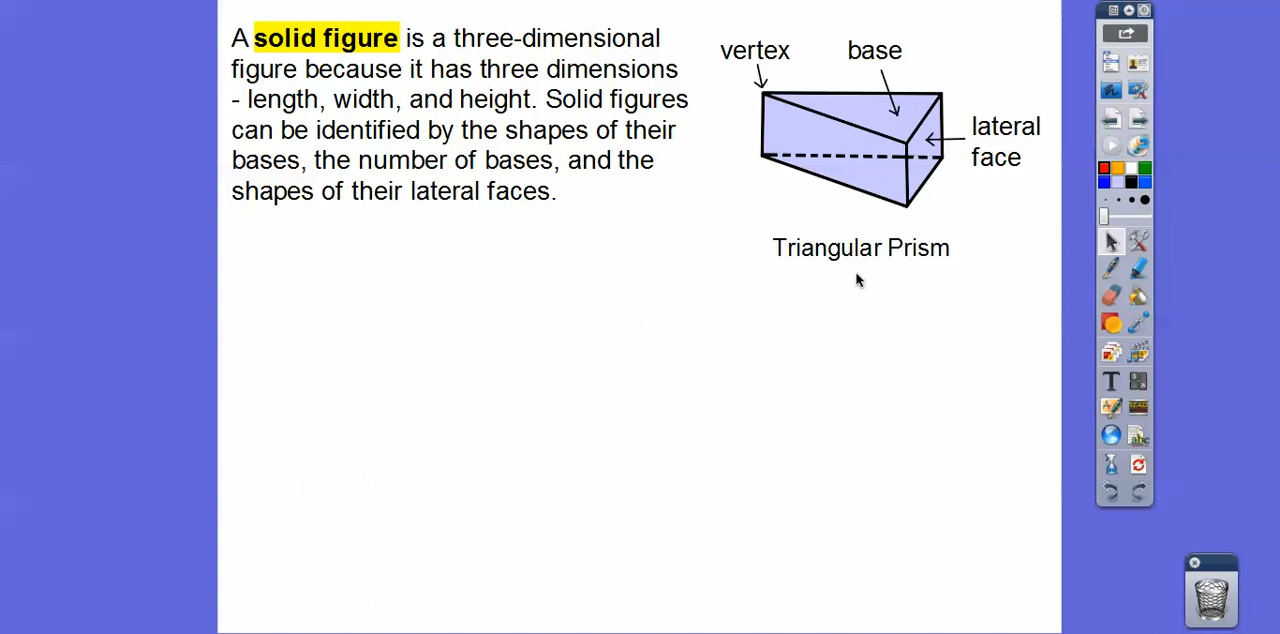 A solid figure is a three-dimensional
figure because it has three dimensions
- length, width, and height. Solid figures
can be identified by the shapes of their
bases, the number of bases, and the
shapes of their lateral faces.
vertex
base
lateral
face
Triangular Prism